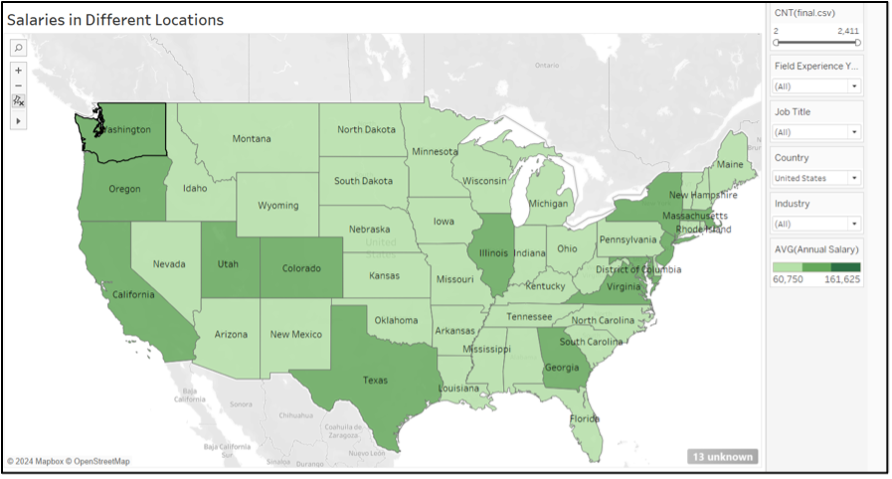 Salaries in Different Locations
CNT(final.csv)
2 2,411
Field Experience Y...
(All)
Job Title
(All)
Country
United States
Industry
(All)
AVG(Annual Salary)
60,750 161,625
Ontario
Washington
Montana
North Dakota
Minnesota
Maine
Oregon
Idaho
South Dakota
Wisconsin
Michigan
New Hampshire
Wyoming
Massachusetts
Rhode Island
Nebraska
Iowa
Pennsylvania
United
States
Nevada
Utah
Colorado
Kansas
Missouri
Illinois
Indiana
Ohio
District of Columbia
Virginia
Kentucky
California
Arizona
New Mexico
Oklahoma
Arkansas
Tennessee
North Carolina
South Carolina
Mississippi
Georgia
Texas
Louisiana
Florida
Baja
California
Sonora
Chihuahua
Coahuila de
Zaragoza
Baja California
Sur
Sinaloa
Durango
Nuevo León
© 2024 Mapbox © OpenStreetMap
13 unknown